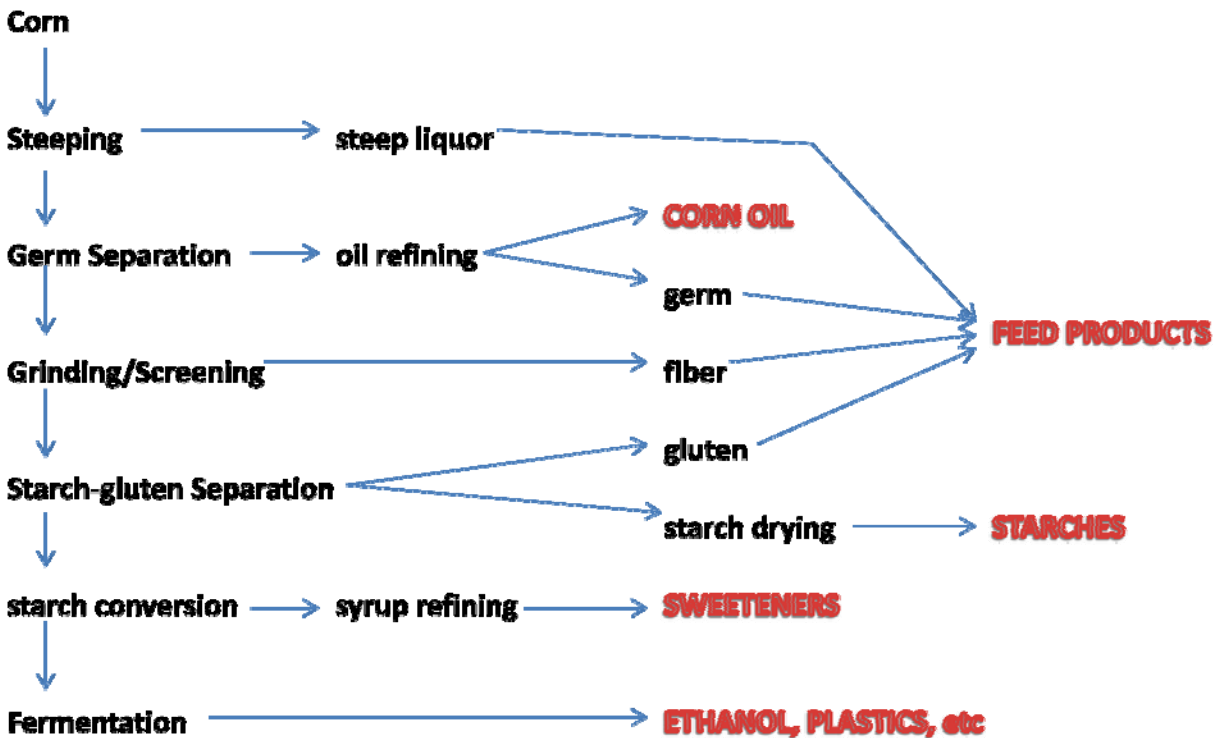 Corn
Steeping
steep liquor
CORN OIL
Germ Separation
oil refining
germ
FEED PRODUCTS
Grinding/Screening
fiber
gluten
Starch-gluten Separation
starch drying
STARCHES
starch conversion
syrup refining
SWEETENERS
Fermentation
ETHANOL, PLASTICS, etc